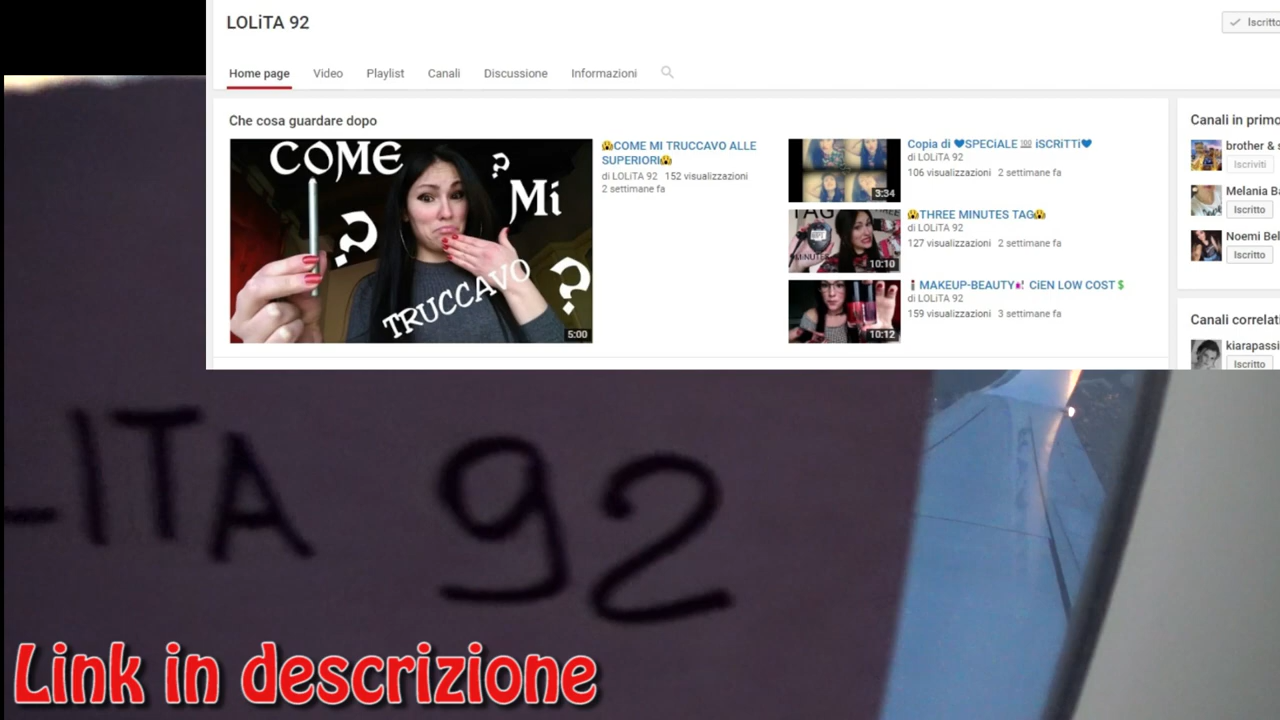 LOLiTA 92
Iscritto
Home page Video Playlist Canali Discussione Informazioni
Che cosa guardare dopo
COME
Mi
TRUCCAVO
? ? ? ?
5:00
😱COME MI TRUCCAVO ALLE
SUPERIORI😱
di LOLiTA 92 152 visualizzazioni
2 settimane fa
3:34
Copia di 💙SPECiALE 💯 iSCRiTTi💙
di LOLiTA 92
106 visualizzazioni 2 settimane fa
TAG
10:10
😱THREE MINUTES TAG😱
di LOLiTA 92
127 visualizzazioni 2 settimane fa
10:12
💄MAKEUP-BEAUTY💅 CiEN LOW COST💲
di LOLiTA 92
159 visualizzazioni 3 settimane fa
Canali in primo
brother & s
Iscriviti
Melania Ba
Iscritto
Noemi Bel
Iscritto
Canali correlati
kiarapassi
Iscritto
LITA 92
Link in descrizione